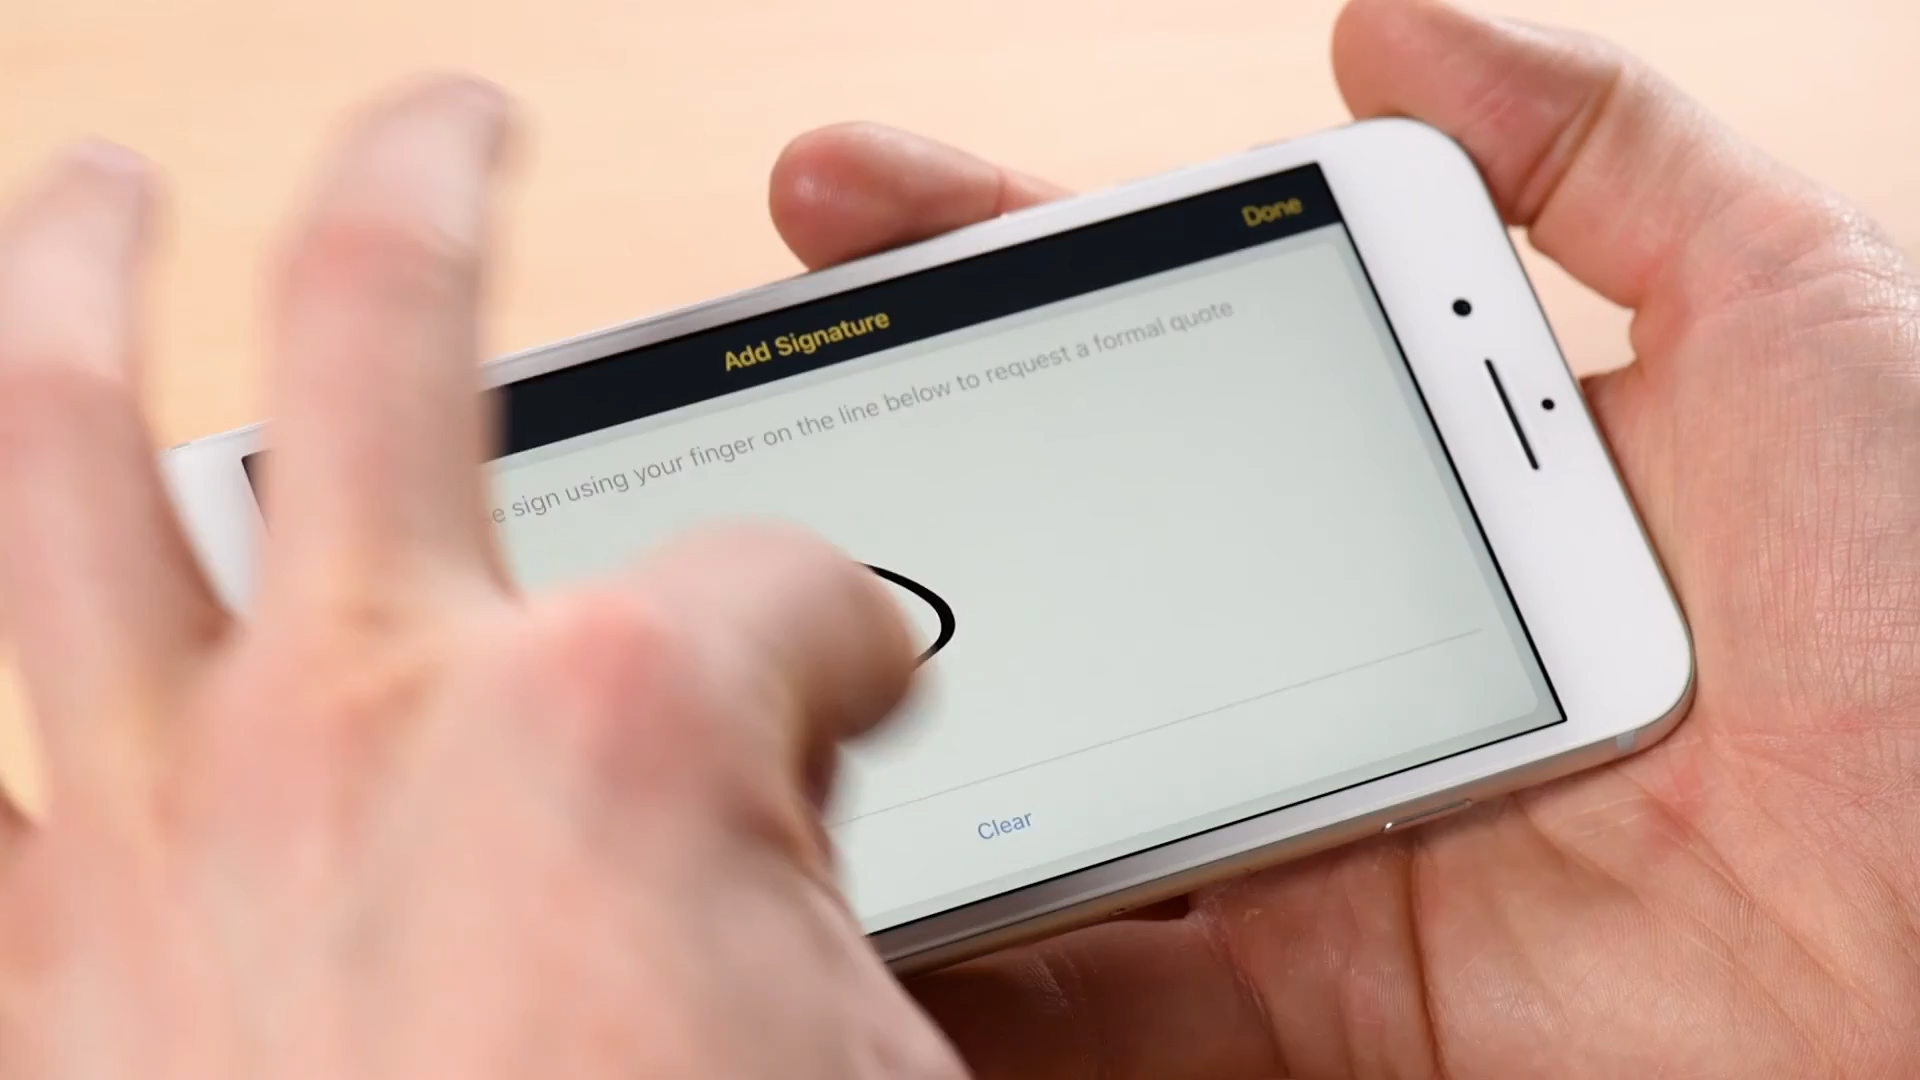 Done
Add Signature
sign using your finger on the line below to request a formal quote
Clear